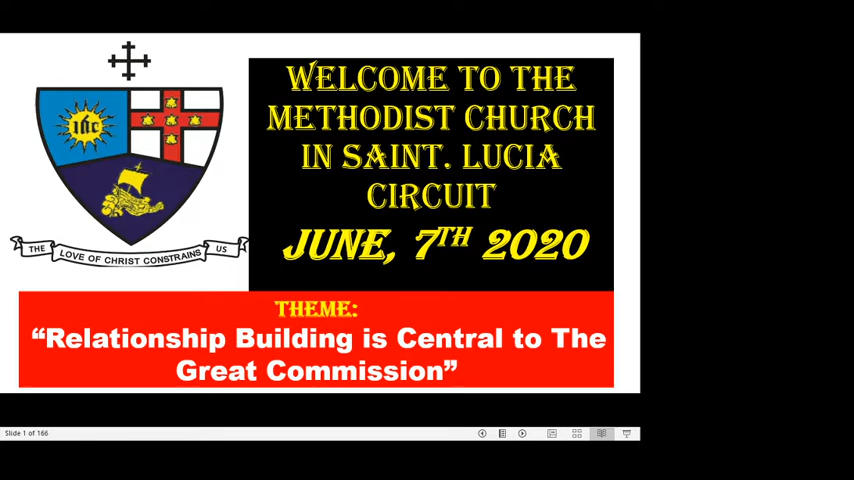 WELCOME TO THE
METHODIST CHURCH
IN SAINT. LUCIA
CIRCUIT
JUNE, 7TH 2020
ihc
THE LOVE OF CHRIST CONSTRAINS US
THEME:
“Relationship Building is Central to The
Great Commission”
Slide 1 of 166